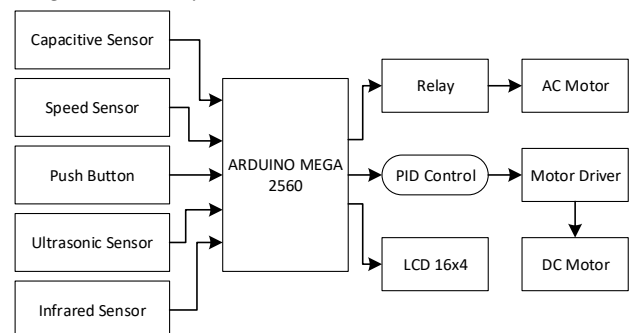 Capacitive Sensor
Speed Sensor
Push Button
Ultrasonic Sensor
Infrared Sensor
ARDUINO MEGA
2560
Relay
AC Motor
PID Control
Motor Driver
LCD 16x4
DC Motor